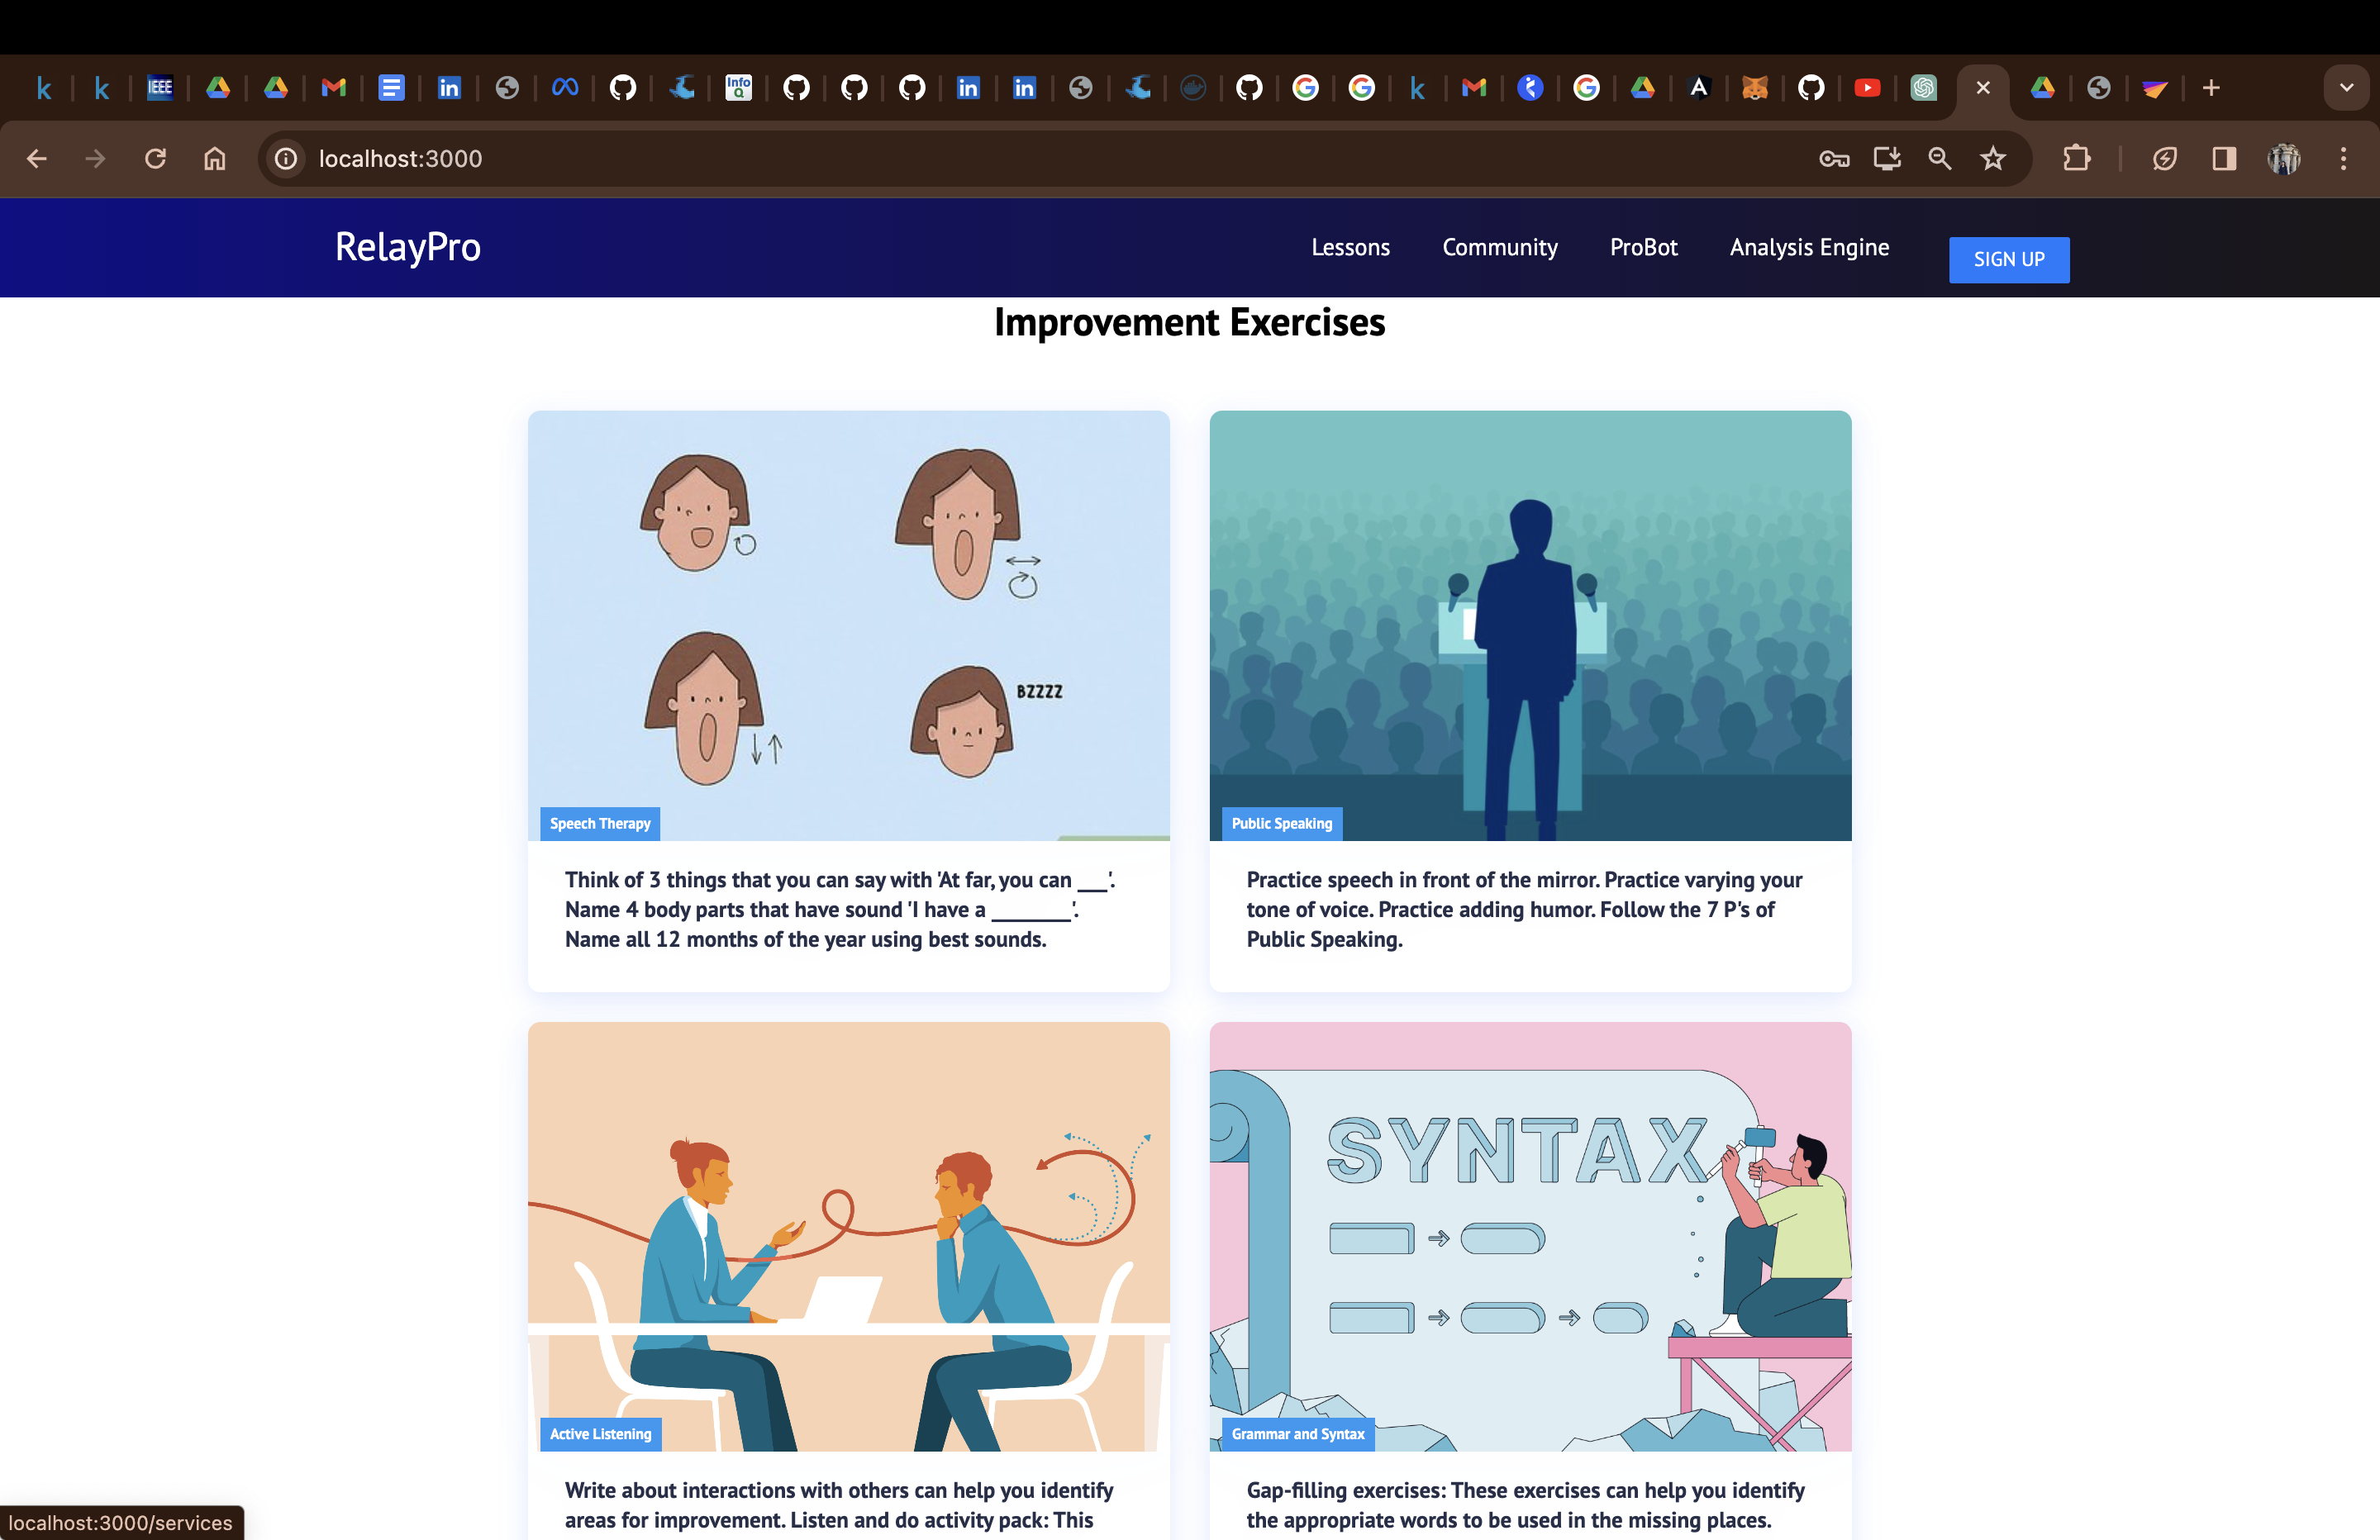 IEEE
Info
Q
localhost:3000
RelayPro
Lessons
Community
ProBot
Analysis Engine
SIGN UP
Improvement Exercises
BZZZZ
Speech Therapy
Think of 3 things that you can say with 'At far, you can ___'.
Name 4 body parts that have sound 'I have a ________'.
Name all 12 months of the year using best sounds.
Public Speaking
Practice speech in front of the mirror. Practice varying your
tone of voice. Practice adding humor. Follow the 7 P's of
Public Speaking.
Active Listening
Write about interactions with others can help you identify
areas for improvement. Listen and do activity pack: This
SYNTAX
Grammar and Syntax
Gap-filling exercises: These exercises can help you identify
the appropriate words to be used in the missing places.
localhost:3000/services